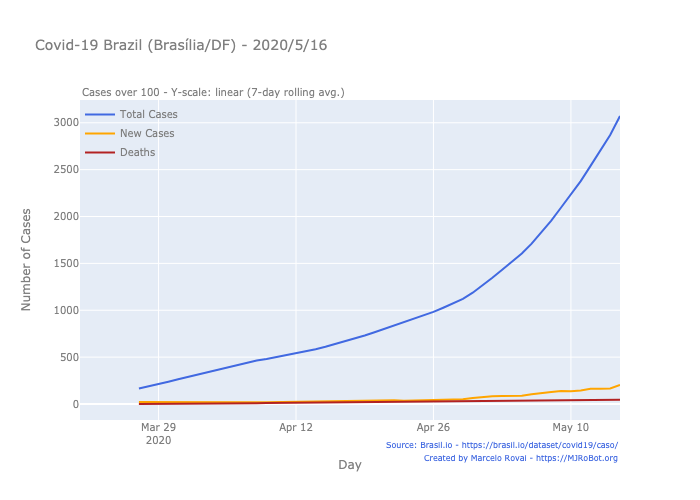 Covid-19 Brazil (Brasília/DF) - 2020/5/16
Cases over 100 - Y-scale: linear (7-day rolling avg.)
Total Cases
New Cases
Deaths
3000
2500
2000
1500
1000
500
0
Number of Cases
Mar 29
2020
Apr 12
Apr 26
May 10
Day
Source: Brasil.io - https://brasil.io/dataset/covid19/caso/
Created by Marcelo Rovai - https://MJRoBot.org